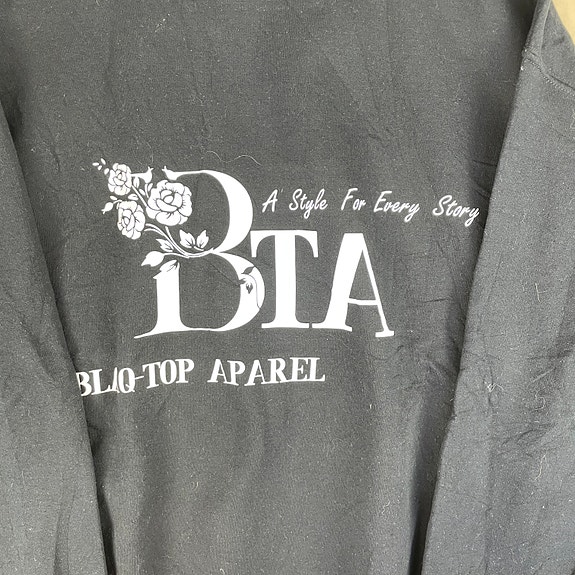 A Style For Every Story
BTA
BLAQ-TOP APAREL